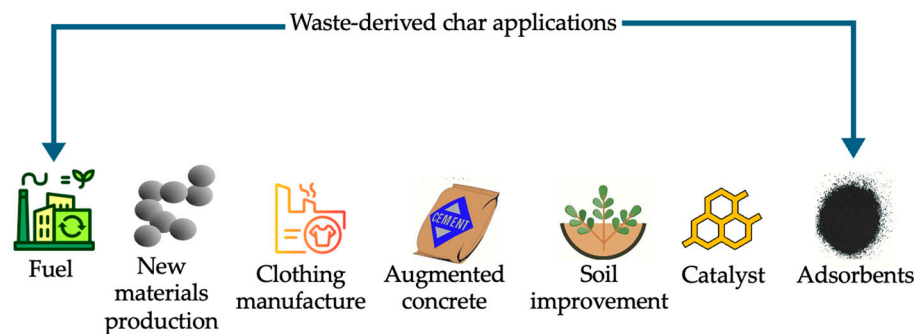 Waste-derived char applications
Fuel
New
materials
production
Clothing
manufacture
CEMENT
Augmented
concrete
Soil
improvement
Catalyst
Adsorbents